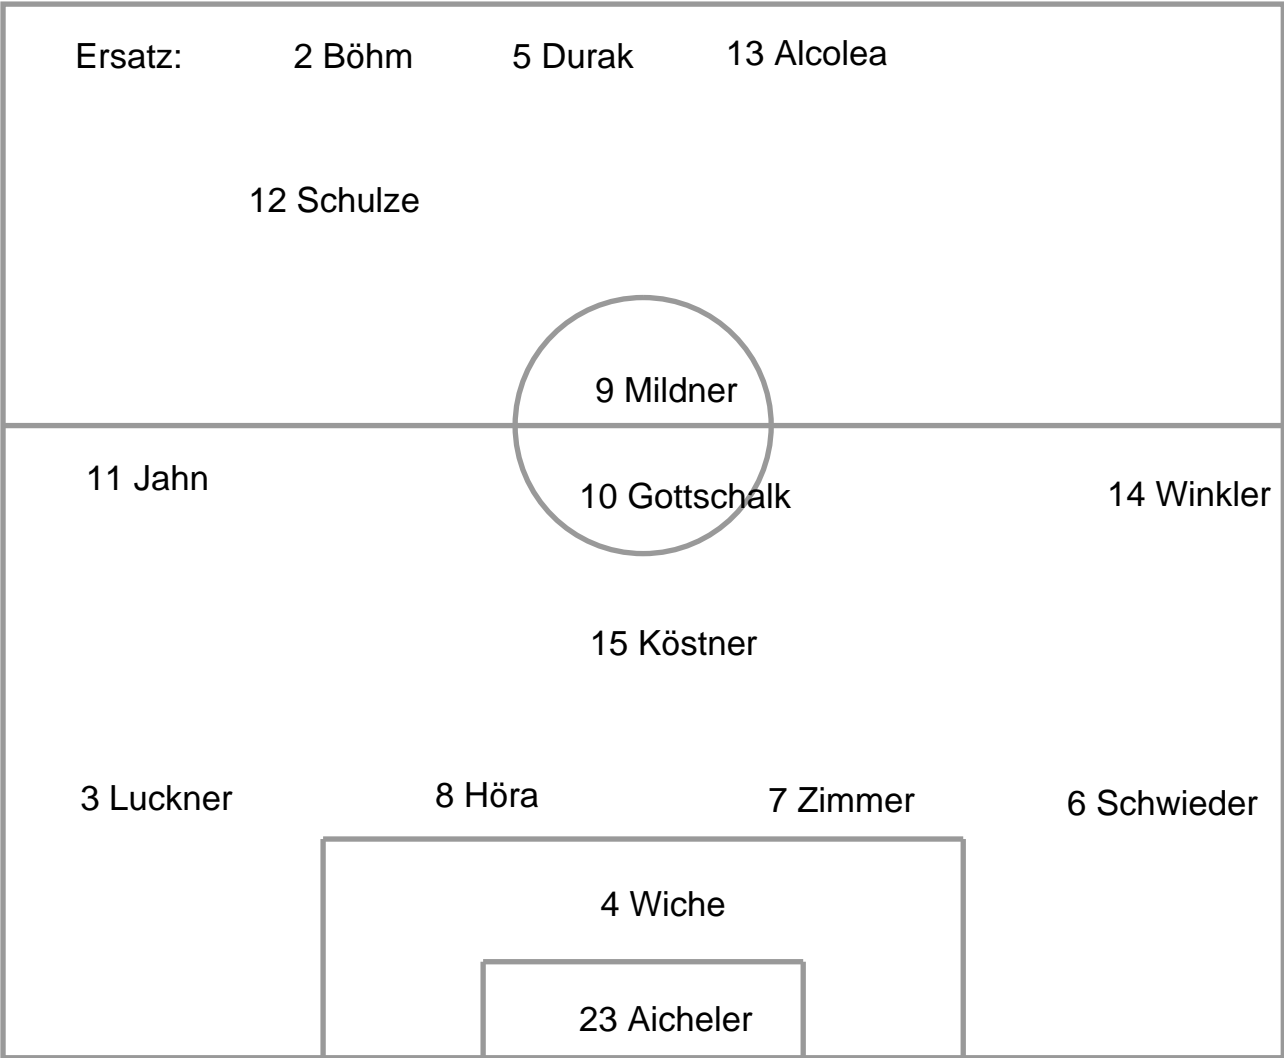 Ersatz: 2 Böhm 5 Durak 13 Alcolea
12 Schulze
9 Mildner
11 Jahn 10 Gottschalk 14 Winkler
15 Köstner
3 Luckner 8 Höra 7 Zimmer 6 Schwieder
4 Wiche
23 Aicheler